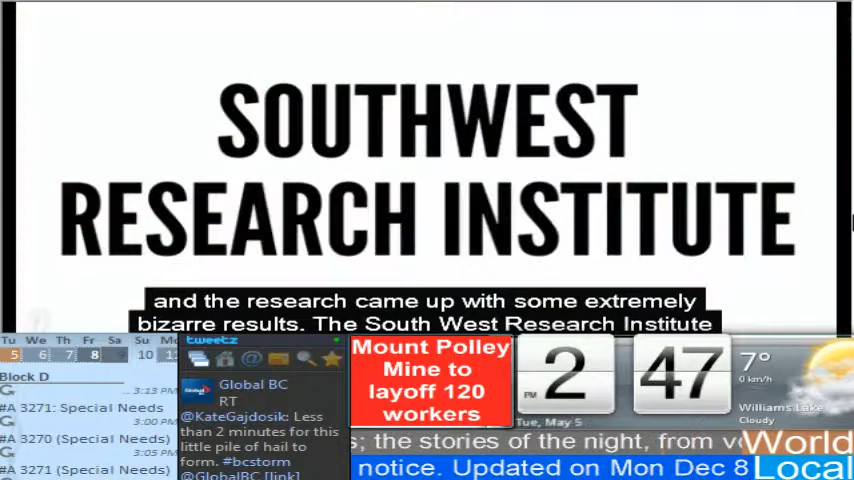 SOUTHWEST
RESEARCH INSTITUTE
and the research came up with some extremely
bizarre results. The South West Research Institute
Tu We Th Fr Sa Su
5 6 7 8 9 10
Block D
3:13 PM
#A 3271: Special Needs
3:00 PM
#A 3270 (Special Needs)
3:05 PM
#A 3271 (Special Needs)
tweetz
Global BC
RT
@KateGajdosik: Less
than 2 minutes for this
little pile of hail to
form. #bcstorm
@GlobalBC [link]
Mount Polley
Mine to
layoff 120
workers
PM 2 47
Tue, May 5
7°
0 km/h
Williams Lake
Cloudy
s; the stories of the night, from
World
notice. Updated on Mon Dec 8
Local